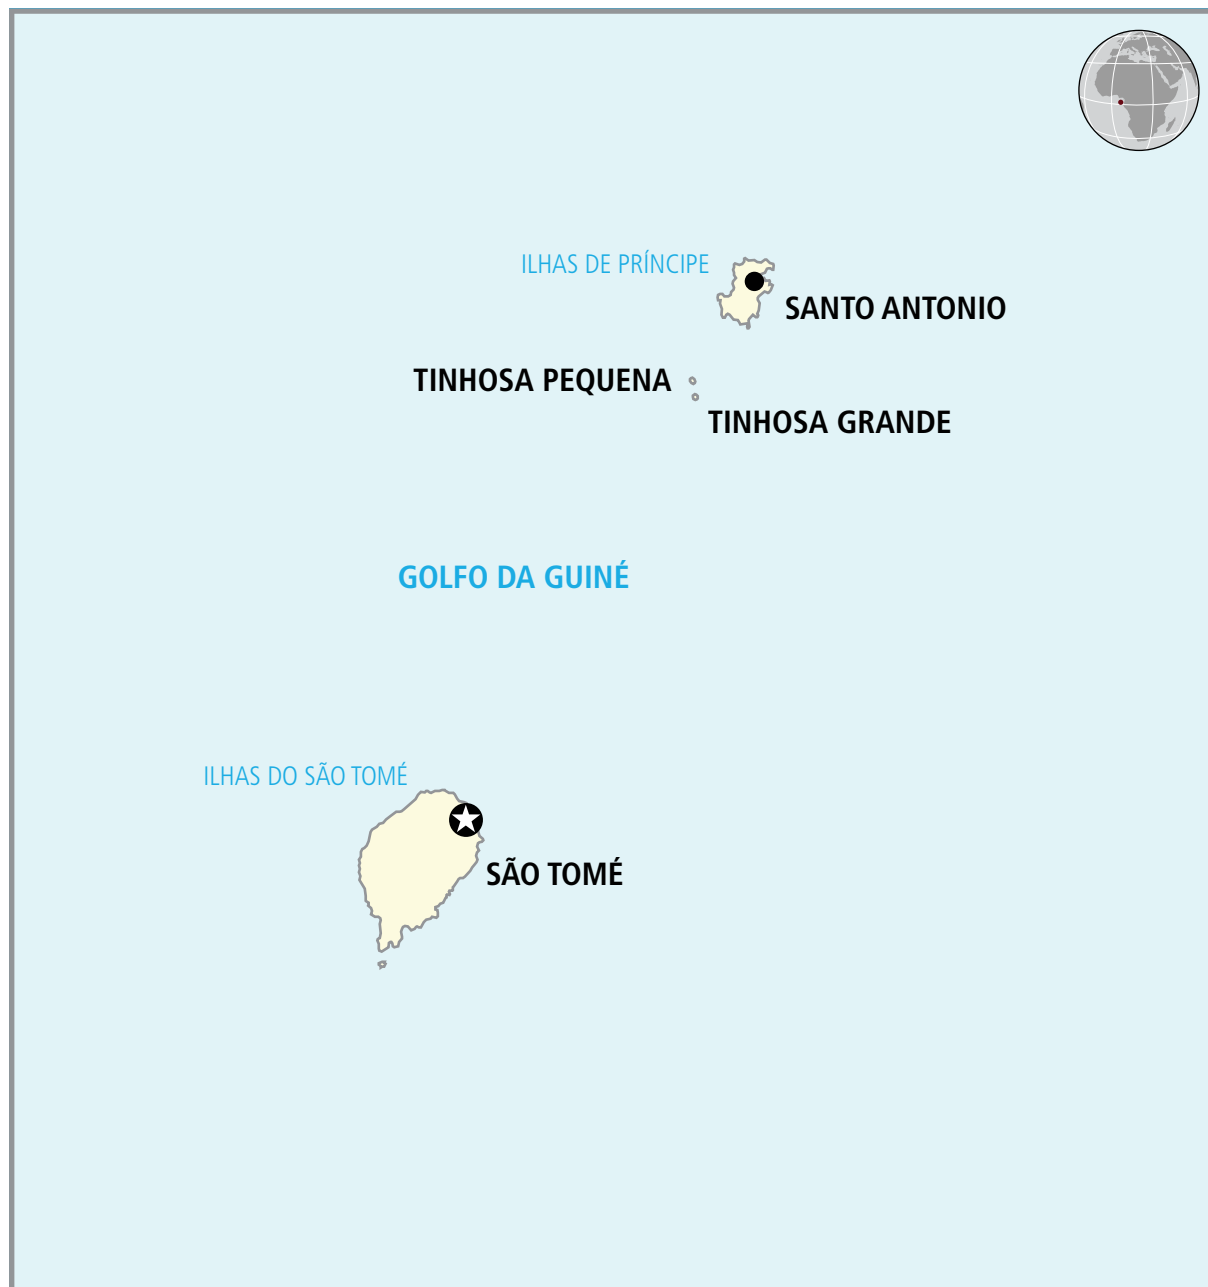 ILHAS DE PRÍNCIPE
SANTO ANTONIO
TINHOSA PEQUENA
TINHOSA GRANDE
GOLFO DA GUINÉ
ILHAS DO SÃO TOMÉ
SÃO TOMÉ